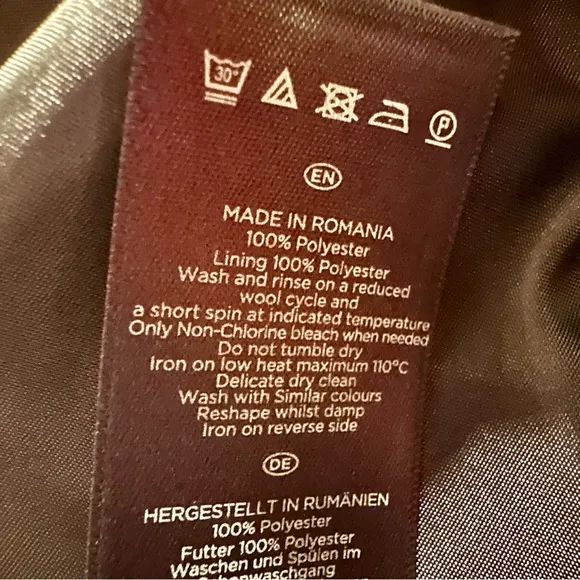 30°
P
EN
MADE IN ROMANIA
100% Polyester
Lining 100% Polyester
Wash and rinse on a reduced
wool cycle and
a short spin at indicated temperature
Only Non-Chlorine bleach when needed
Do not tumble dry
Iron on low heat maximum 110°C
Delicate dry clean
Wash with Similar colours
Reshape whilst damp
Iron on reverse side
DE
HERGESTELLT IN RUMÄNIEN
100% Polyester
Futter 100% Polyester
Waschen und Spülen im